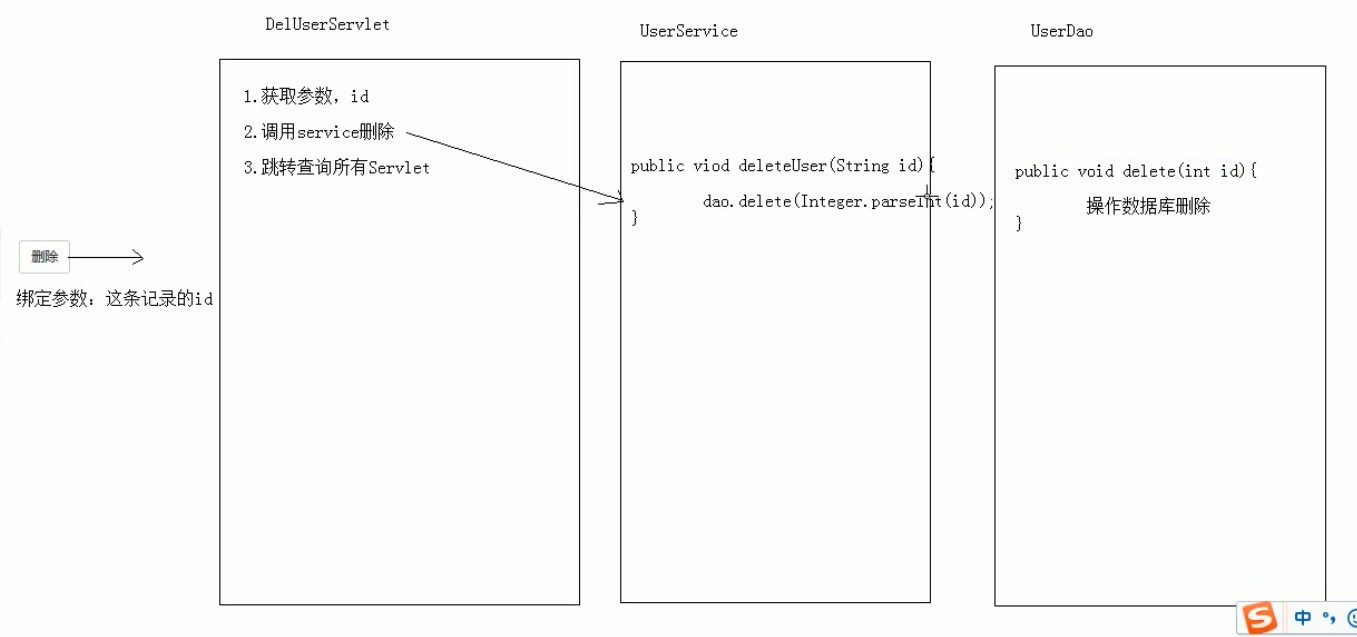 DelUserServlet
UserService
UserDao
1.获取参数，id
2.调用service删除
3.跳转查询所有Servlet
public viod deleteUser(String id){
dao.delete(Integer.parseInt(id));
}
public void delete(int id){
操作数据库删除
}
删除
绑定参数：这条记录的id
S
中